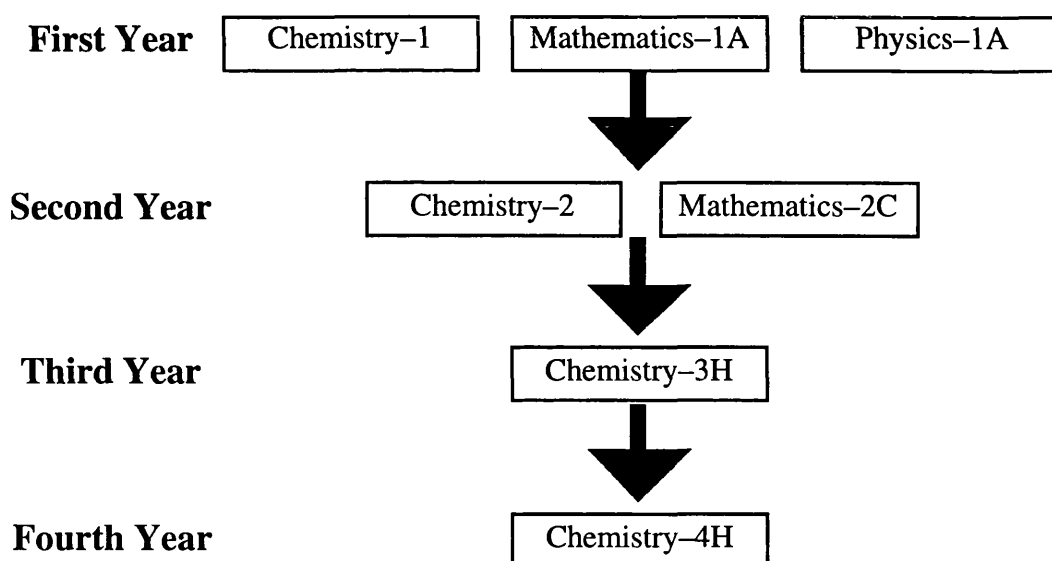 First Year Chemistry–1 Mathematics–1A Physics–1A
Second Year Chemistry–2 Mathematics–2C
Third Year Chemistry–3H
Fourth Year Chemistry–4H